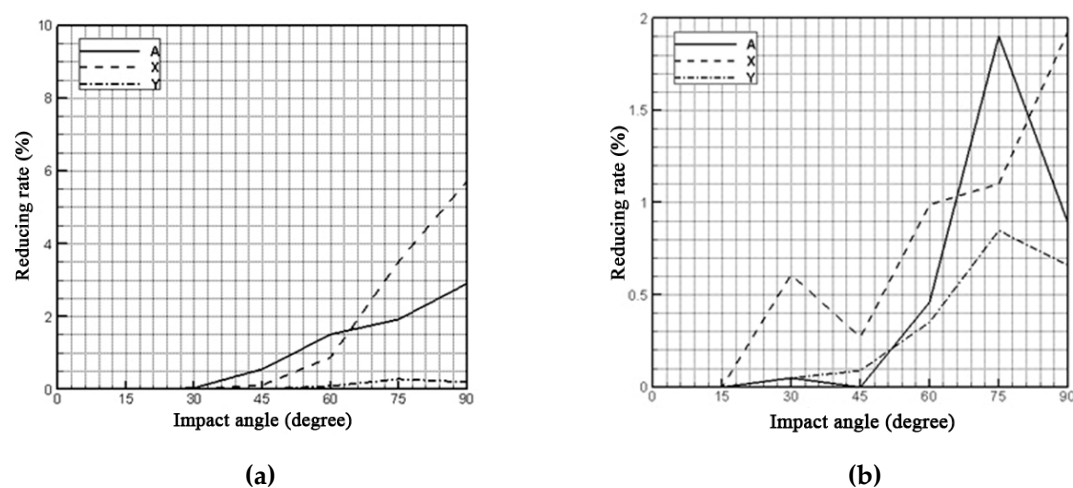 10
8
6
4
2
0
Reducing rate (%)
A
X
Y
0 15 30 45 60 75 90
Impact angle (degree)
(a)
2
1.5
1
0.5
0
Reducing rate (%)
A
X
Y
0 15 30 45 60 75 90
Impact angle (degree)
(b)